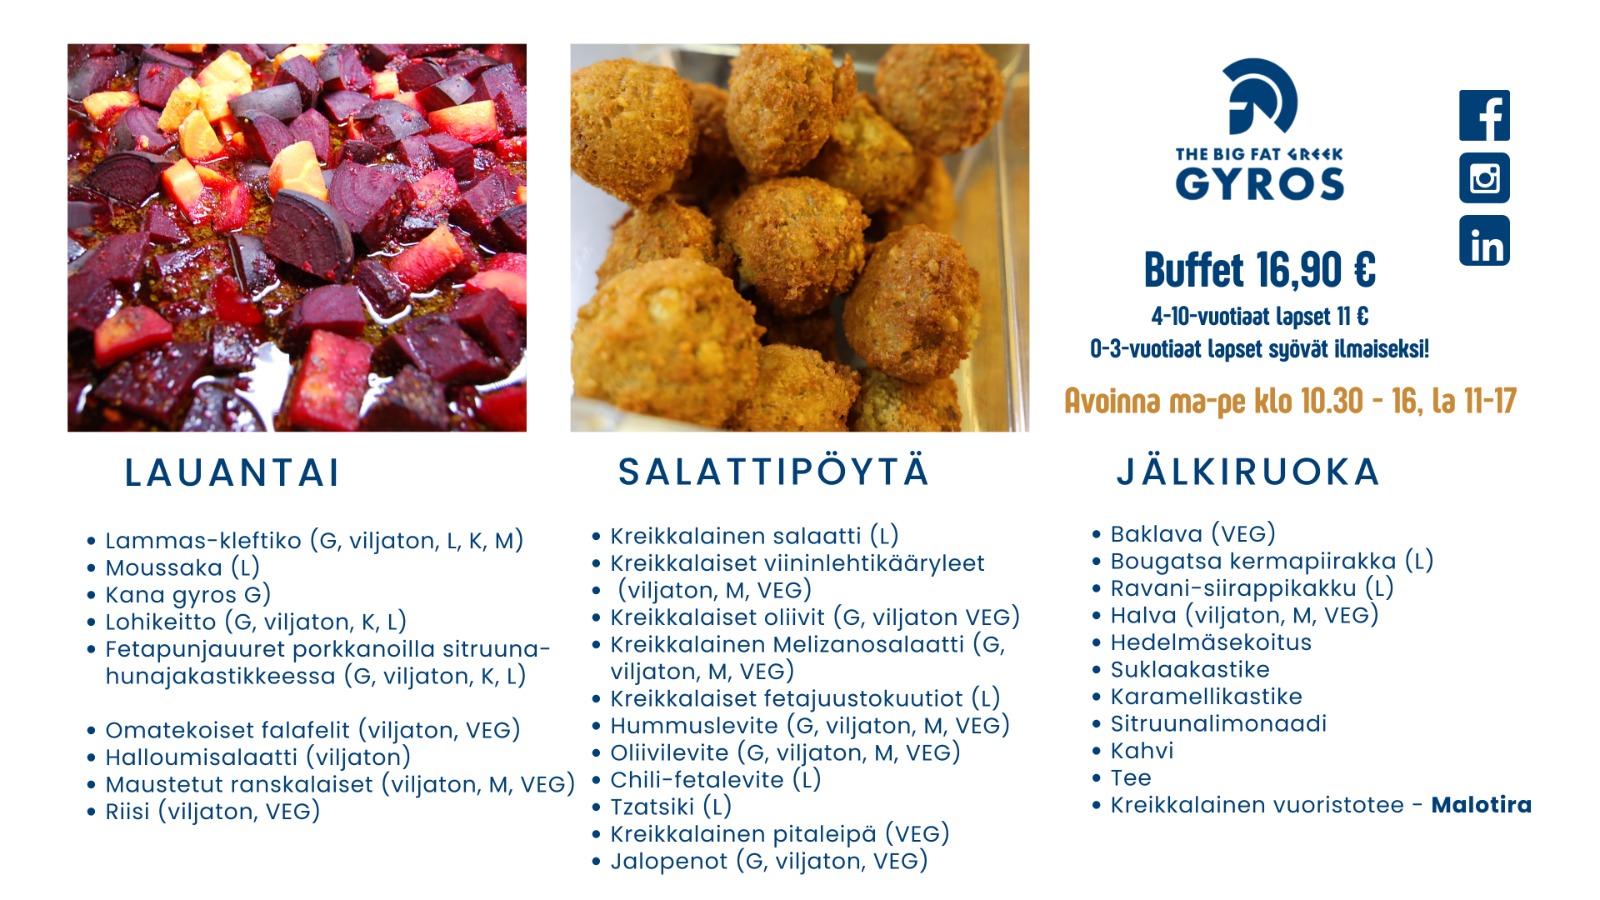 THE BIG FAT GREEK
GYROS
Buffet 16,90 €
4-10-vuotiaat lapset 11 €
0-3-vuotiaat lapset syövät ilmaiseksi!
Avoinna ma-pe klo 10.30 - 16, la 11-17
LAUANTAI
• Lammas-kleftiko (G, viljaton, L, K, M)
• Moussaka (L)
• Kana gyros G)
• Lohikeitto (G, viljaton, K, L)
• Fetapunjauuret porkkanoilla sitruuna-
hunajakastikkeessa (G, viljaton, K, L)
• Omatekoiset falafelit (viljaton, VEG)
• Halloumisalaatti (viljaton)
• Maustetut ranskalaiset (viljaton, M, VEG)
• Riisi (viljaton, VEG)
SALATTIPÖYTÄ
• Kreikkalainen salaatti (L)
• Kreikkalaiset viininlehtikääryleet
• (viljaton, M, VEG)
• Kreikkalaiset oliivit (G, viljaton VEG)
• Kreikkalainen Melizanosalaatti (G,
viljaton, M, VEG)
• Kreikkalaiset fetajuustokuutiot (L)
• Hummuslevite (G, viljaton, M, VEG)
• Oliivilevite (G, viljaton, M, VEG)
• Chili-fetalevite (L)
• Tzatsiki (L)
• Kreikkalainen pitaleipä (VEG)
• Jalopenot (G, viljaton, VEG)
JÄLKIRUOKA
• Baklava (VEG)
• Bougatsa kermapiirakka (L)
• Ravani-siirappikakku (L)
• Halva (viljaton, M, VEG)
• Hedelmäsekoitus
• Suklaakastike
• Karamellikastike
• Sitruunalimonaadi
• Kahvi
• Tee
• Kreikkalainen vuoristotee - Malotira